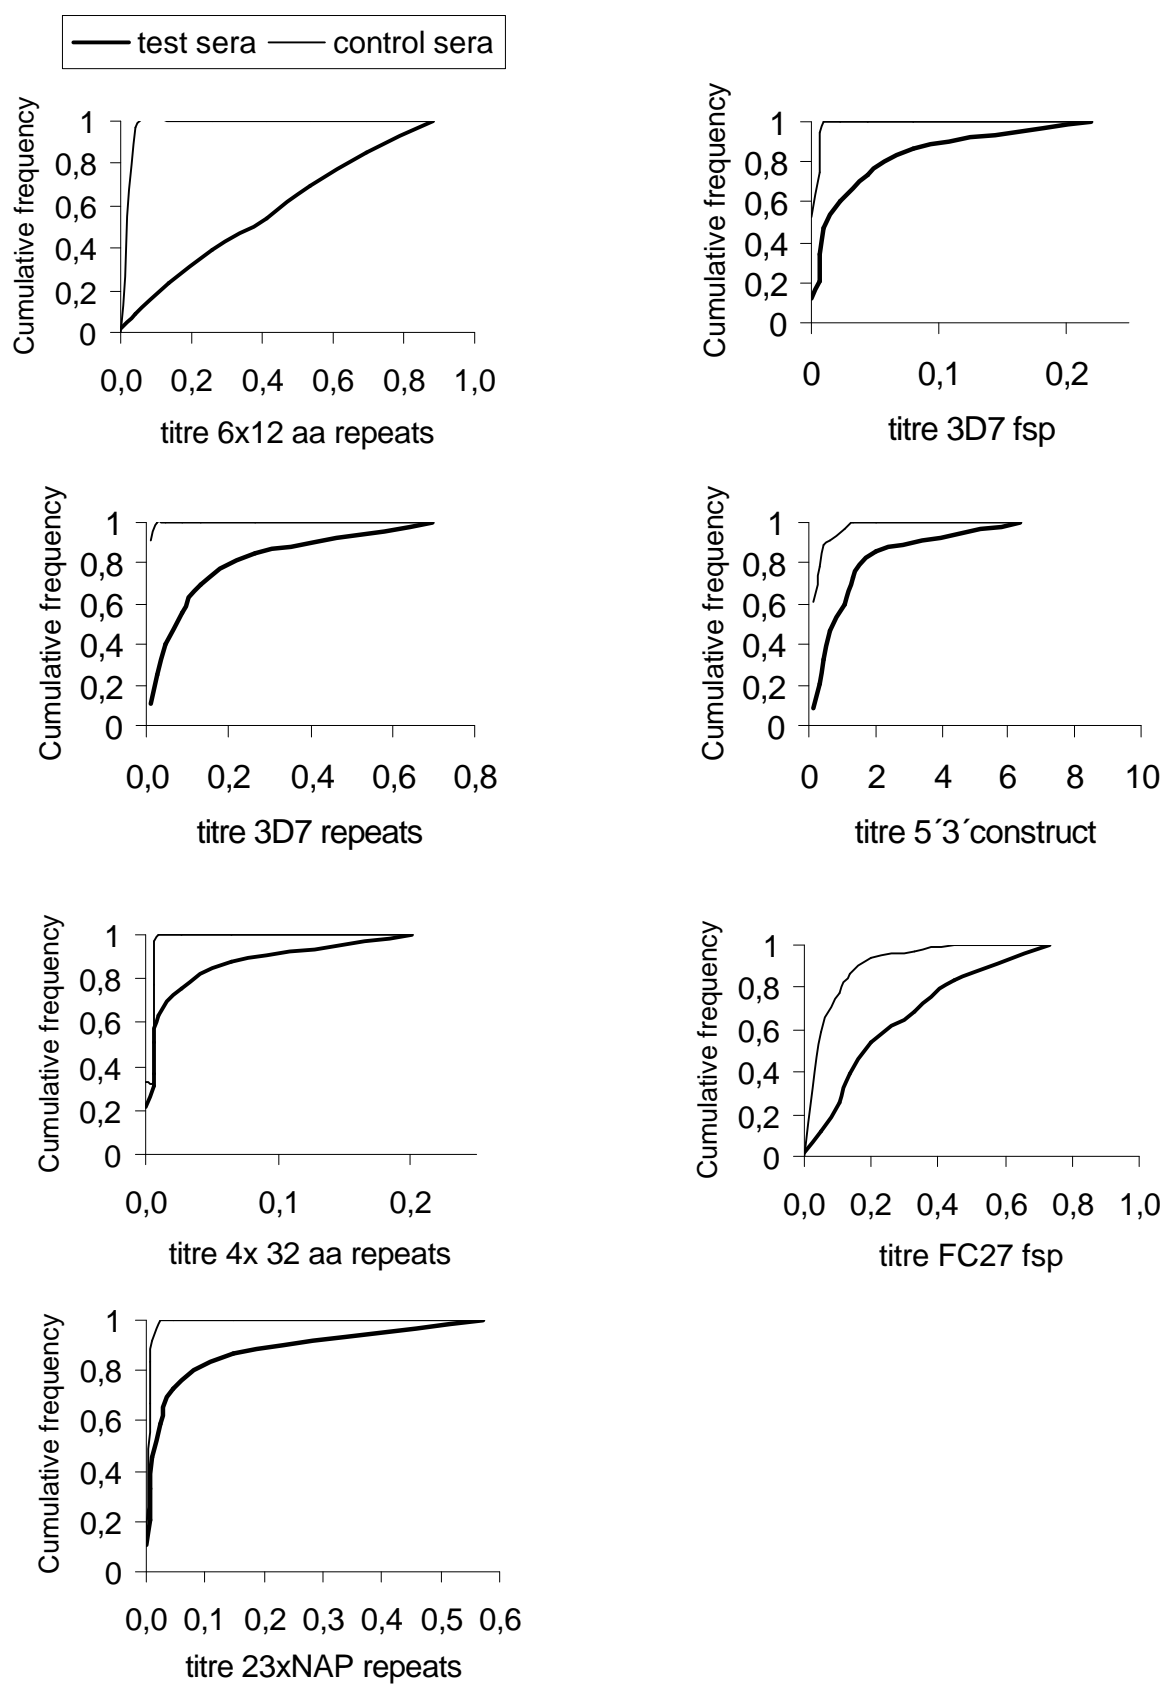 test sera control sera
Cumulative frequency
1
0,8
0,6
0,4
0,2
0
0,0 0,2 0,4 0,6 0,8 1,0
titre 6x12 aa repeats
Cumulative frequency
1
0,8
0,6
0,4
0,2
0
0 0,1 0,2
titre 3D7 fsp
Cumulative frequency
1
0,8
0,6
0,4
0,2
0
0,0 0,2 0,4 0,6 0,8
titre 3D7 repeats
Cumulative frequency
1
0,8
0,6
0,4
0,2
0
0 2 4 6 8 10
titre 5´3´construct
Cumulative frequency
1
0,8
0,6
0,4
0,2
0
0,0 0,1 0,2
titre 4x 32 aa repeats
Cumulative frequency
1
0,8
0,6
0,4
0,2
0
0,0 0,2 0,4 0,6 0,8 1,0
titre FC27 fsp
Cumulative frequency
1
0,8
0,6
0,4
0,2
0
0,0 0,1 0,2 0,3 0,4 0,5 0,6
titre 23xNAP repeats